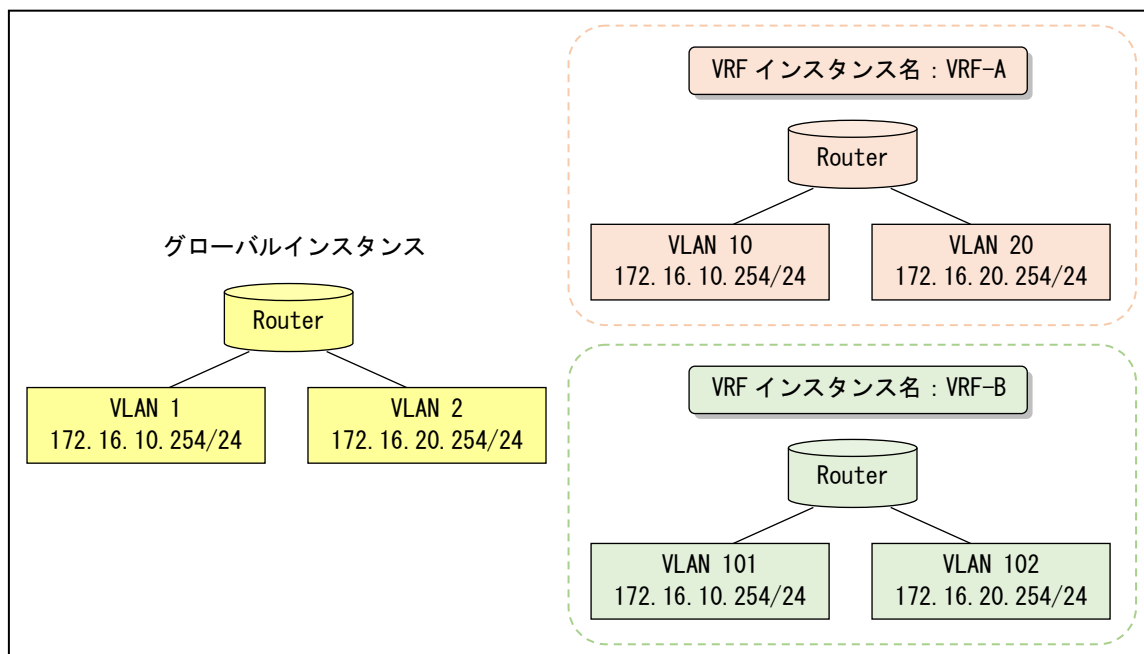 グローバルインスタンス
Router
VLAN 1
172.16.10.254/24
VLAN 2
172.16.20.254/24
VRF インスタンス名：VRF-A
Router
VLAN 10
172.16.10.254/24
VLAN 20
172.16.20.254/24
VRF インスタンス名：VRF-B
Router
VLAN 101
172.16.10.254/24
VLAN 102
172.16.20.254/24